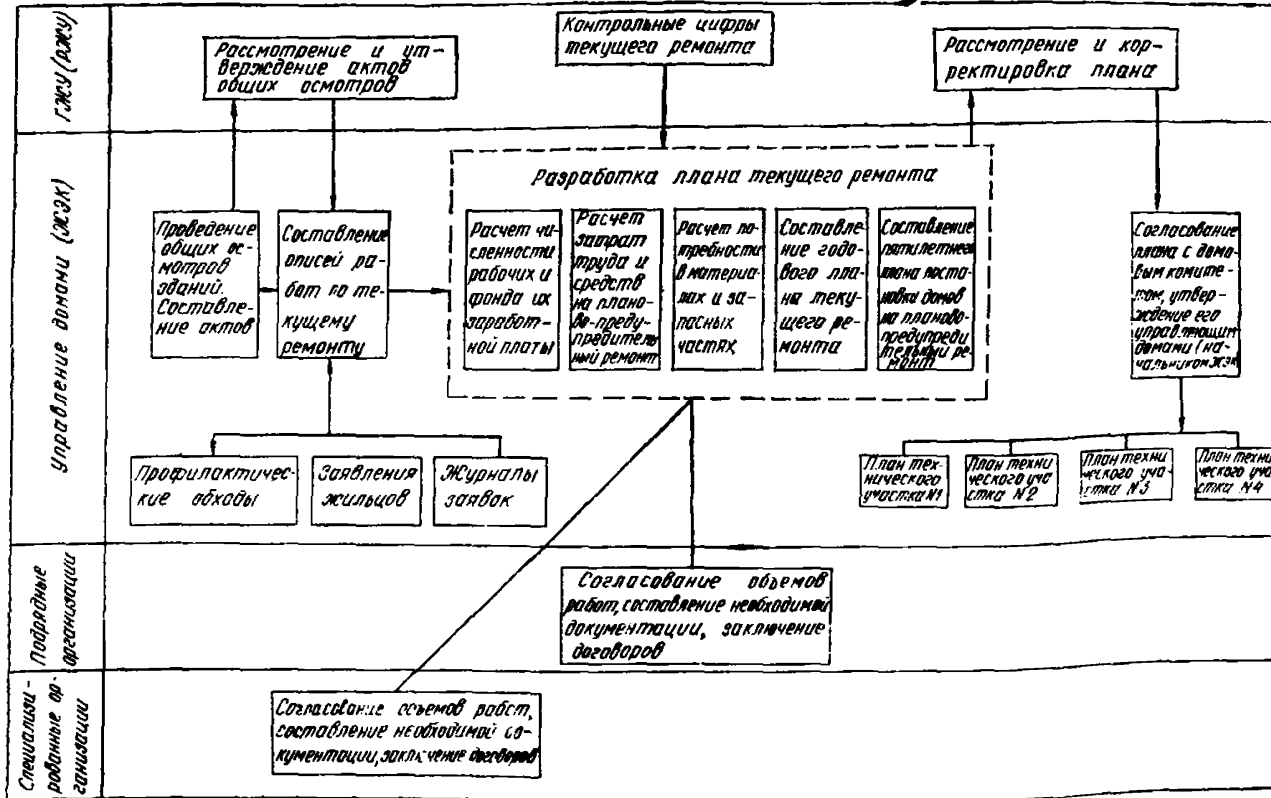 ГЖУ (РЖУ)
Рассмотрение и ут-
верждение актов
общих осмотров
Контрольные цифры
текущего ремонта
Рассмотрение и кор-
ректировка плана
Управление домами (ЖЭК)
Разработка плана текущего ремонта
Проведение
общих ос-
мотров
зданий.
Составле-
ние актов
Составление
описей ра-
бот по те-
кущему
ремонту
Расчет чи-
сленности
рабочих и
фонда их
заработ-
ной платы
Расчет
затрат
труда и
средств
на плано-
во-преду-
предитель-
ный ремонт
Расчет по-
требности
в материа-
лах и за-
пасных
частях
Составле-
ние годо-
вого пла-
на теку-
щего ре-
монта
Составление
пятилетнего
плана поста-
новки домов
на планово-
предупреди
тельный ре-
монт
Согласование
плана с домо-
вым комите-
том, утвер-
ждение его
управляющим
домами (на-
чальником ЖЭК)
Профилактичес-
кие обходы
Заявления
жильцов
Журналы
заявок
План тех-
нического
участка N1
План техни
ческого уча
стка N2
План техни
ческого уча-
стка N3
План техни
ческого уча
стка N4
Подрядные
организации
Согласование объемов
работ, составление необходимой
документации, заключение
договоров
Специализи-
рованные ор-
ганизации
Согласование объемов работ,
составление необходимой до-
кументации, заключение договоров